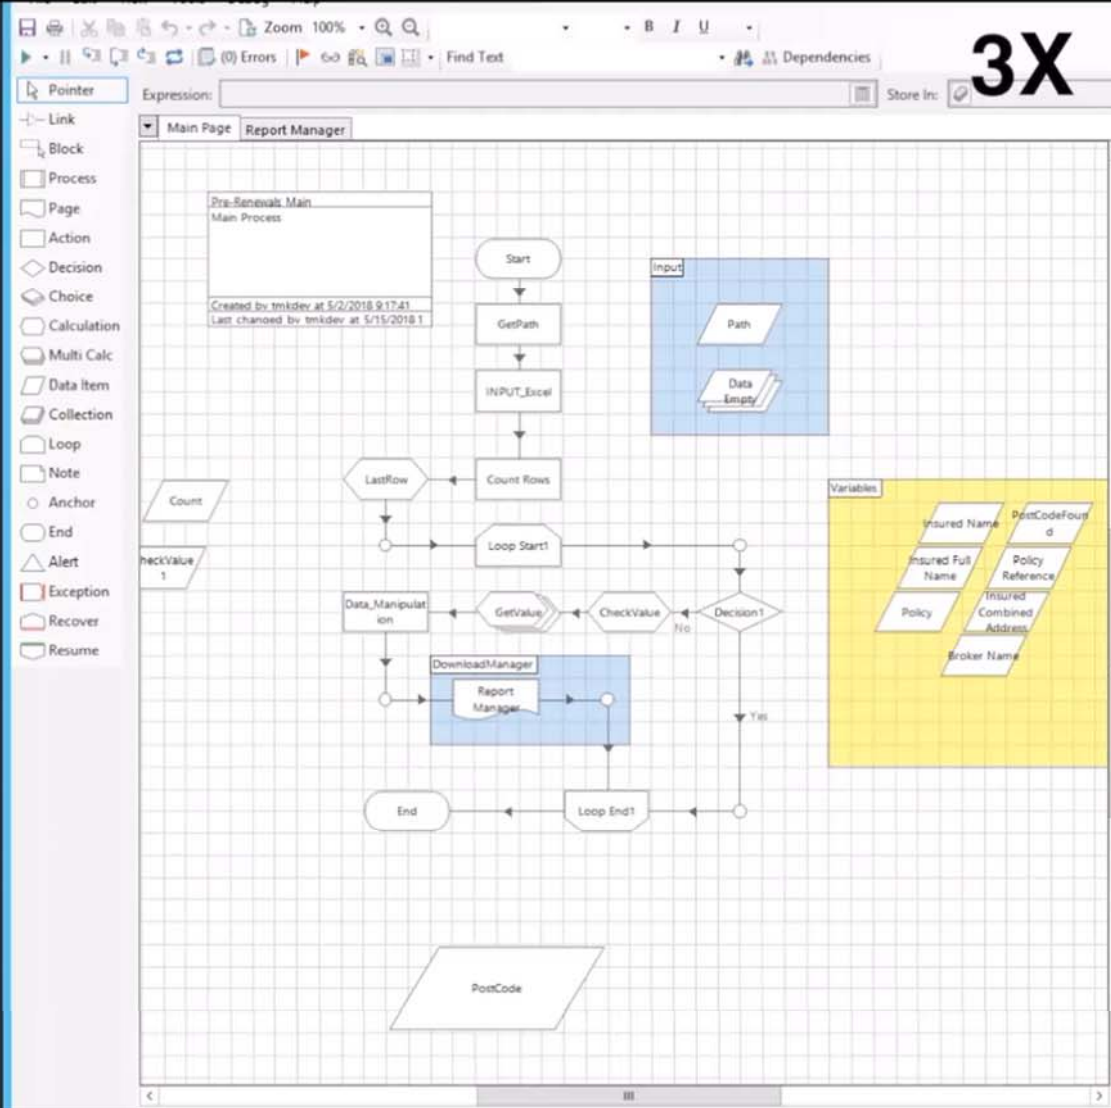 Zoom 100%
B I U
3X
(0) Errors
Find Text
Dependencies
Pointer
Expression:
Store In:
Link
Main Page
Report Manager
Block
Process
Page
Action
Decision
Choice
Calculation
Multi Calc
Data Item
Collection
Loop
Note
Anchor
End
Alert
Exception
Recover
Resume
Pre-Renewals Main
Main Process
Created by tmkdev at 5/2/2018 9:17:41
Last changed by tmkdev at 5/15/2018 1
Start
GetPath
INPUT_Excel
Input
Path
Data
Empty
LastRow
Count Rows
Count
Loop Start1
heckValue
1
Data_Manipulat
ion
GetValue
CheckValue
No
Decision1
Yes
DownloadManager
Report
Manager
End
Loop End1
Variables
Insured Name
PostCodeFoun
d
Insured Full
Name
Policy
Reference
Policy
Insured
Combined
Address
Broker Name
PostCode